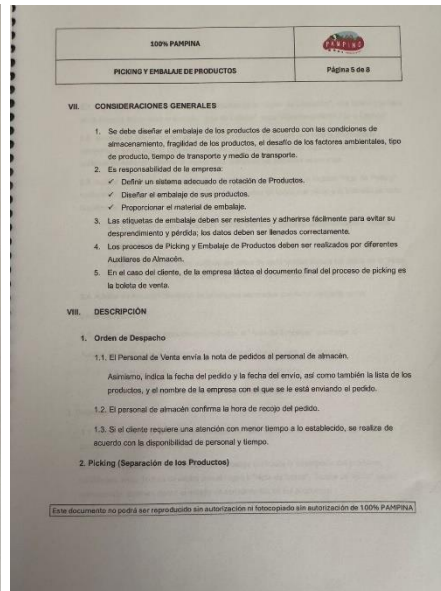 100% PAMPINA
PAMPINO
PICKING Y EMBALAJE DE PRODUCTOS
Página 5 de 8
VII. CONSIDERACIONES GENERALES
1. Se debe diseñar el embalaje de los productos de acuerdo con las condiciones de
almacenamiento, fragilidad de los productos, el desafío de los factores ambientales, tipo
de producto, tiempo de transporte y medio de transporte.
2. Es responsabilidad de la empresa:
✓ Definir un sistema adecuado de rotación de Productos.
✓ Diseñar el embalaje de sus productos.
✓ Proporcionar el material de embalaje.
3. Las etiquetas de embalaje deben ser resistentes y adherirse fácilmente para evitar su
desprendimiento y pérdida; los datos deben ser llenados correctamente.
4. Los procesos de Picking y Embalaje de Productos deben ser realizados por diferentes
Auxiliares de Almacén.
5. En el caso del cliente, de la empresa láctea el documento final del proceso de picking es
la boleta de venta.
VIII. DESCRIPCIÓN
1. Orden de Despacho
1.1. El Personal de Venta envía la nota de pedidos al personal de almacén.
Asimismo, indica la fecha del pedido y la fecha del envío, así como también la lista de los
productos, y el nombre de la empresa con el que se le está enviando el pedido.
1.2. El personal de almacén confirma la hora de recojo del pedido.
1.3. Si el cliente requiere una atención con menor tiempo a lo establecido, se realiza de
acuerdo con la disponibilidad de personal y tiempo.
2. Picking (Separación de los Productos)
Este documento no podrá ser reproducido sin autorización ni fotocopiado sin autorización de 100% PAMPINA